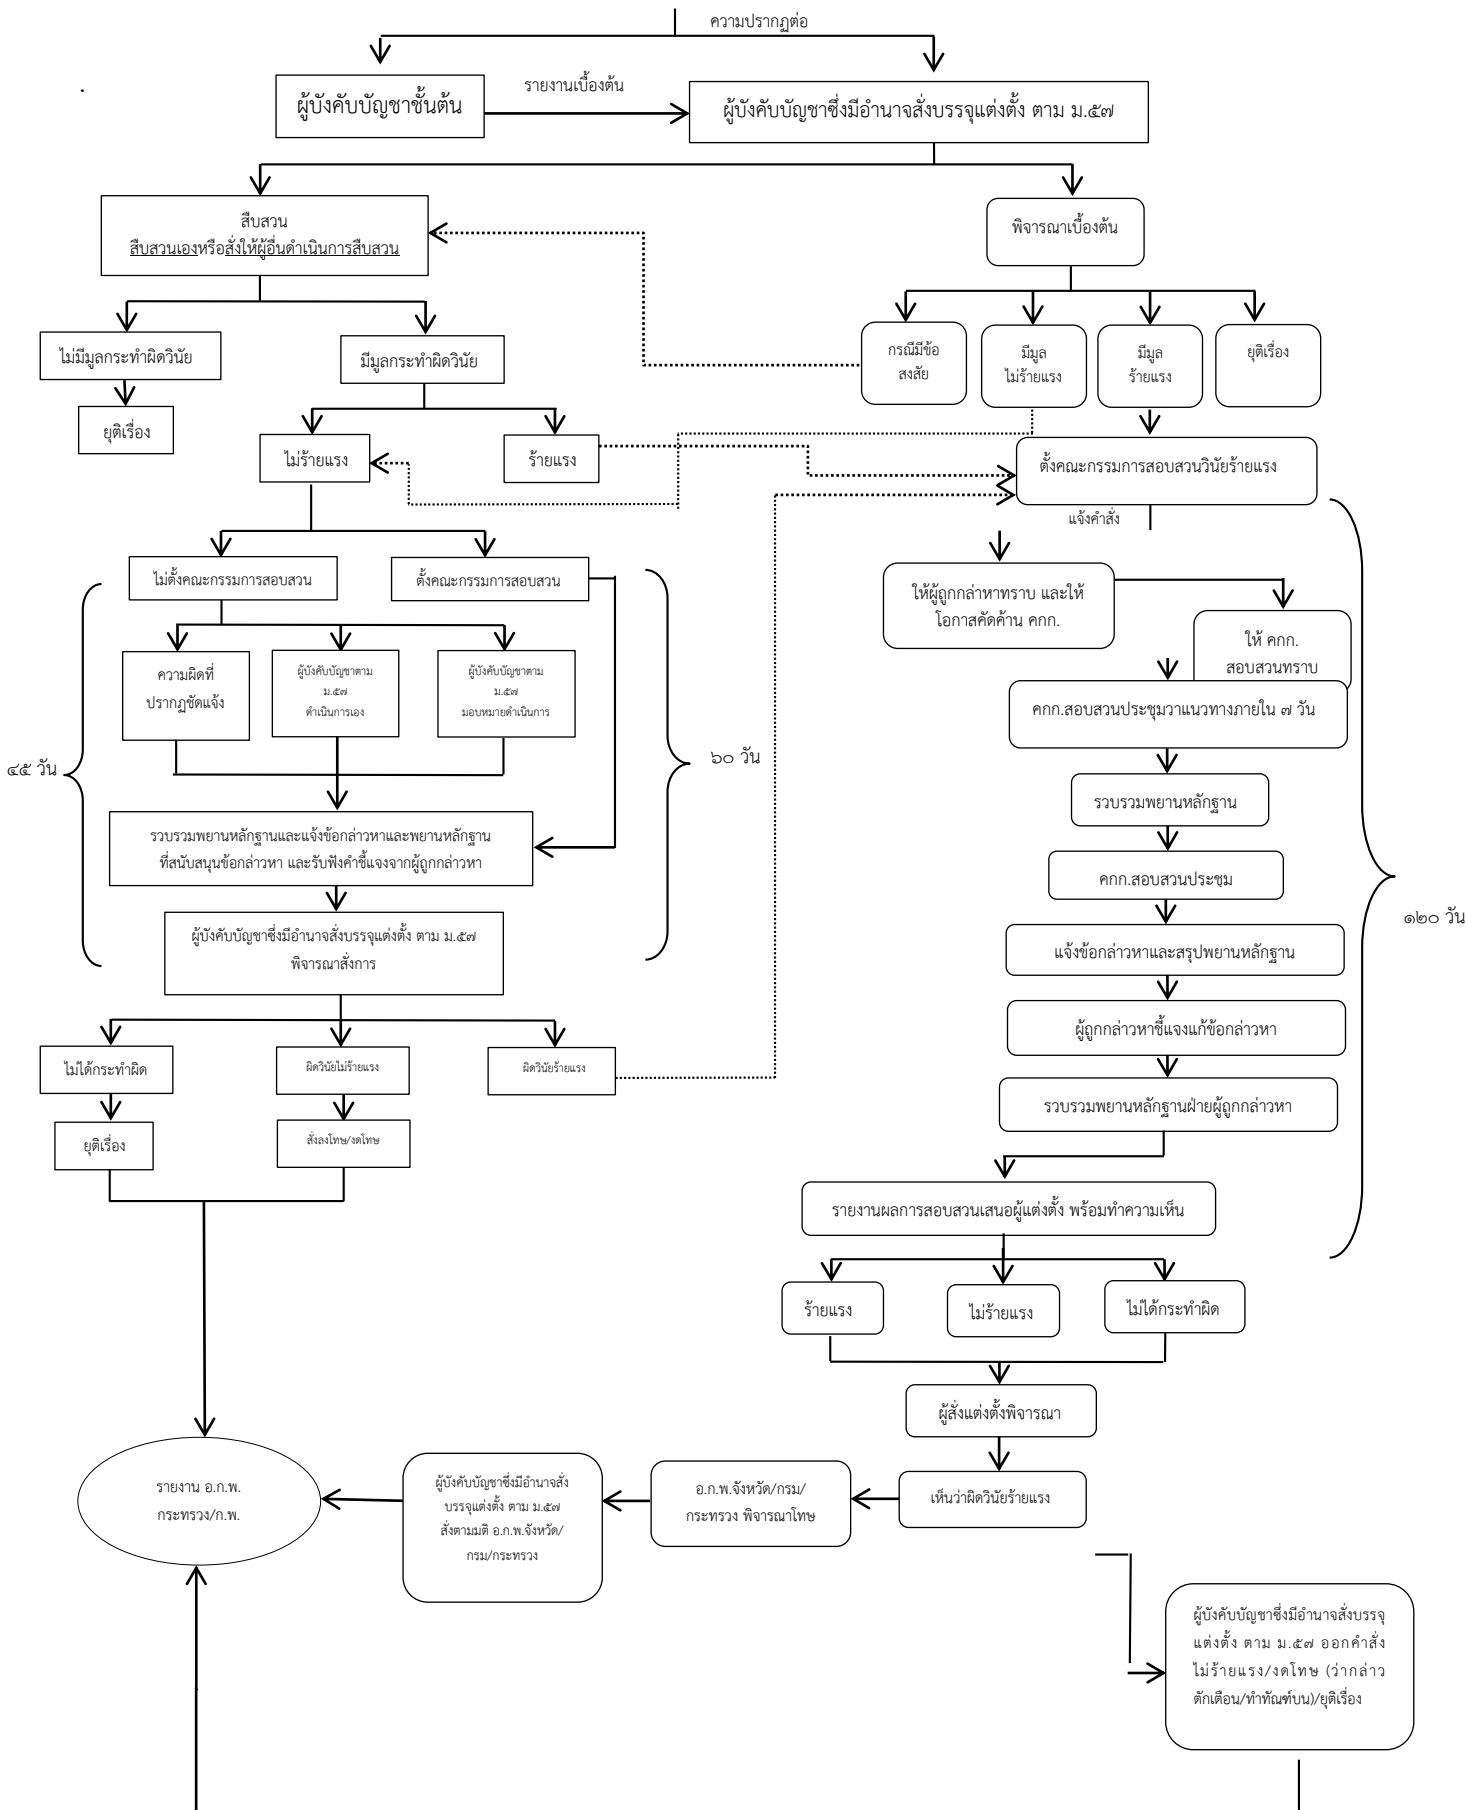 ความปรากฏต่อ
ผู้บังคับบัญชาชั้นต้น
รายงานเบื้องต้น
ผู้บังคับบัญชาซึ่งมีอำนาจสั่งบรรจุแต่งตั้ง ตาม ม.๕๗
สืบสวน
สืบสวนเองหรือสั่งให้ผู้อื่นดำเนินการสืบสวน
พิจารณาเบื้องต้น
ไม่มีมูลกระทำผิดวินัย
มีมูลกระทำผิดวินัย
กรณีมีข้อ
สงสัย
มีมูล
ไม่ร้ายแรง
มีมูล
ร้ายแรง
ยุติเรื่อง
ยุติเรื่อง
ไม่ร้ายแรง
ร้ายแรง
ตั้งคณะกรรมการสอบสวนวินัยร้ายแรง
แจ้งคำสั่ง
ไม่ตั้งคณะกรรมการสอบสวน
ตั้งคณะกรรมการสอบสวน
ให้ผู้ถูกกล่าหาทราบ และให้
โอกาสคัดค้าน คกก.
ให้ คกก.
สอบสวนทราบ
ความผิดที่
ปรากฏชัดแจ้ง
ผู้บังคับบัญชาตาม
ม.๕๗
ดำเนินการเอง
ผู้บังคับบัญชาตาม
ม.๕๗
มอบหมายดำเนินการ
คกก.สอบสวนประชุมวาแนวทางภายใน ๗ วัน
๔๕ วัน
๖๐ วัน
รวบรวมพยานหลักฐาน
รวบรวมพยานหลักฐานและแจ้งข้อกล่าวหาและพยานหลักฐาน
ที่สนับสนุนข้อกล่าวหา และรับฟังคำชี้แจงจากผู้ถูกกล่าวหา
คกก.สอบสวนประชุม
๑๒๐ วัน
ผู้บังคับบัญชาซึ่งมีอำนาจสั่งบรรจุแต่งตั้ง ตาม ม.๕๗
พิจารณาสั่งการ
แจ้งข้อกล่าวหาและสรุปพยานหลักฐาน
ผู้ถูกกล่าวหาชี้แจงแก้ข้อกล่าวหา
ไม่ได้กระทำผิด
ผิดวินัยไม่ร้ายแรง
ผิดวินัยร้ายแรง
รวบรวมพยานหลักฐานฝ่ายผู้ถูกกล่าวหา
ยุติเรื่อง
สั่งลงโทษ/งดโทษ
รายงานผลการสอบสวนเสนอผู้แต่งตั้ง พร้อมทำความเห็น
ร้ายแรง
ไม่ร้ายแรง
ไม่ได้กระทำผิด
ผู้สั่งแต่งตั้งพิจารณา
รายงาน อ.ก.พ.
กระทรวง/ก.พ.
ผู้บังคับบัญชาซึ่งมีอำนาจสั่ง
บรรจุแต่งตั้ง ตาม ม.๕๗
สั่งตามมติ อ.ก.พ.จังหวัด/
กรม/กระทรวง
อ.ก.พ.จังหวัด/กรม/
กระทรวง พิจารณาโทษ
เห็นว่าผิดวินัยร้ายแรง
ผู้บังคับบัญชาซึ่งมีอำนาจสั่งบรรจุ
แต่งตั้ง ตาม ม.๕๗ ออกคำสั่ง
ไม่ร้ายแรง/งดโทษ (ว่ากล่าว
ตักเตือน/ทำทัณฑ์บน)/ยุติเรื่อง